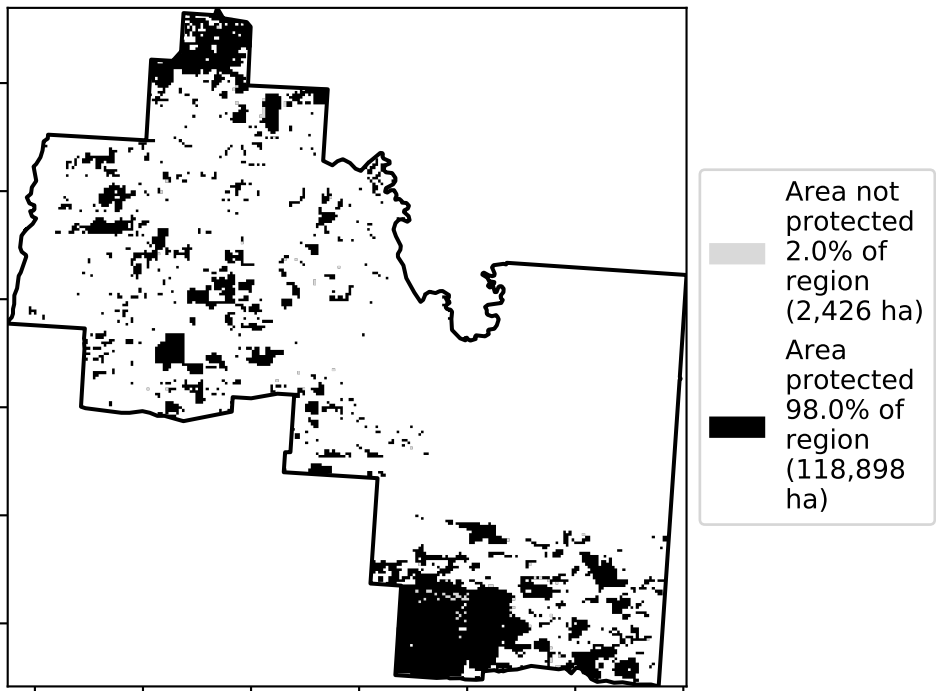 Area not
protected
2.0% of
region
(2,426 ha)
Area
protected
98.0% of
region
(118,898
ha)